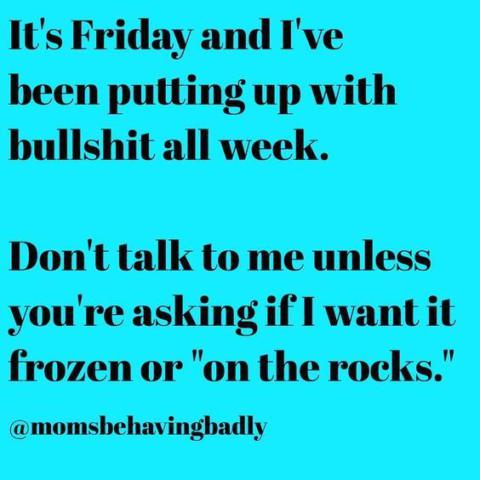 It's Friday and I've
been putting up with
bullshit all week.
Don't talk to me unless
you're asking if I want it
frozen or "on the rocks."
@momsbehavingbadly